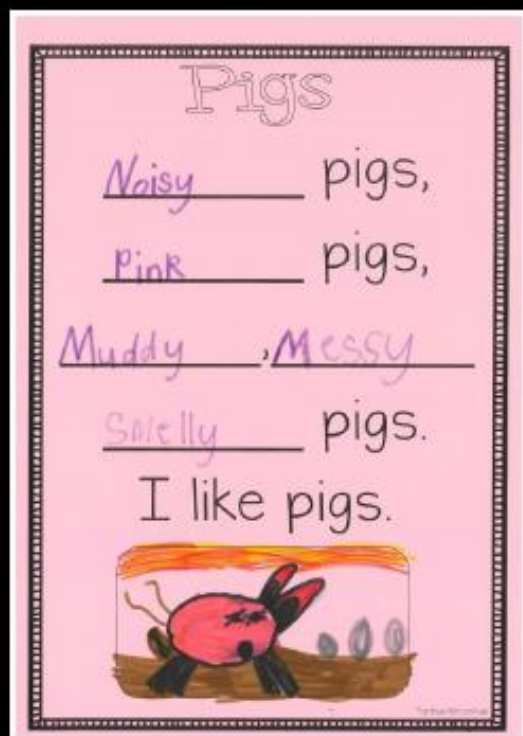 Pigs
Noisy pigs,
Pink pigs,
Muddy, Messy
Smelly pigs.
I like pigs.